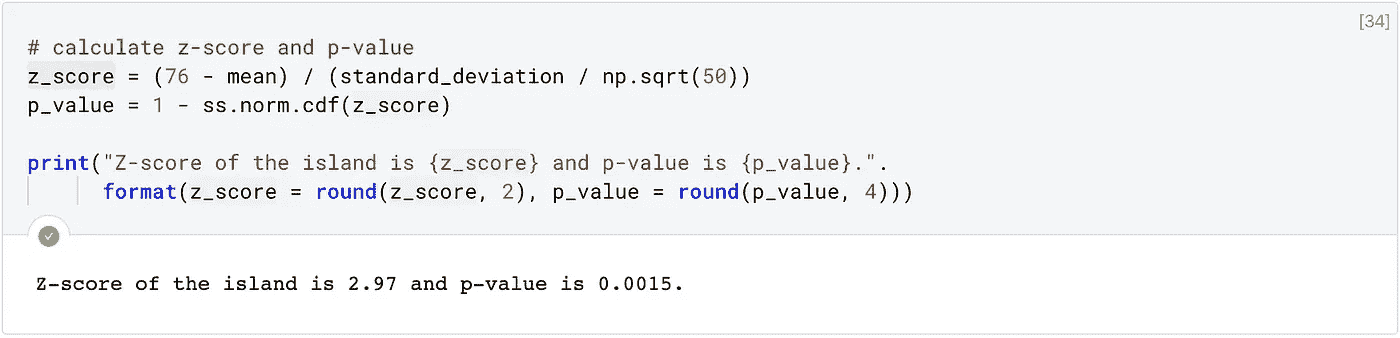 [34]
# calculate z-score and p-value
z_score = (76 - mean) / (standard_deviation / np.sqrt(50))
p_value = 1 - ss.norm.cdf(z_score)
print("Z-score of the island is {z_score} and p-value is {p_value}.".
format(z_score = round(z_score, 2), p_value = round(p_value, 4)))
Z-score of the island is 2.97 and p-value is 0.0015.